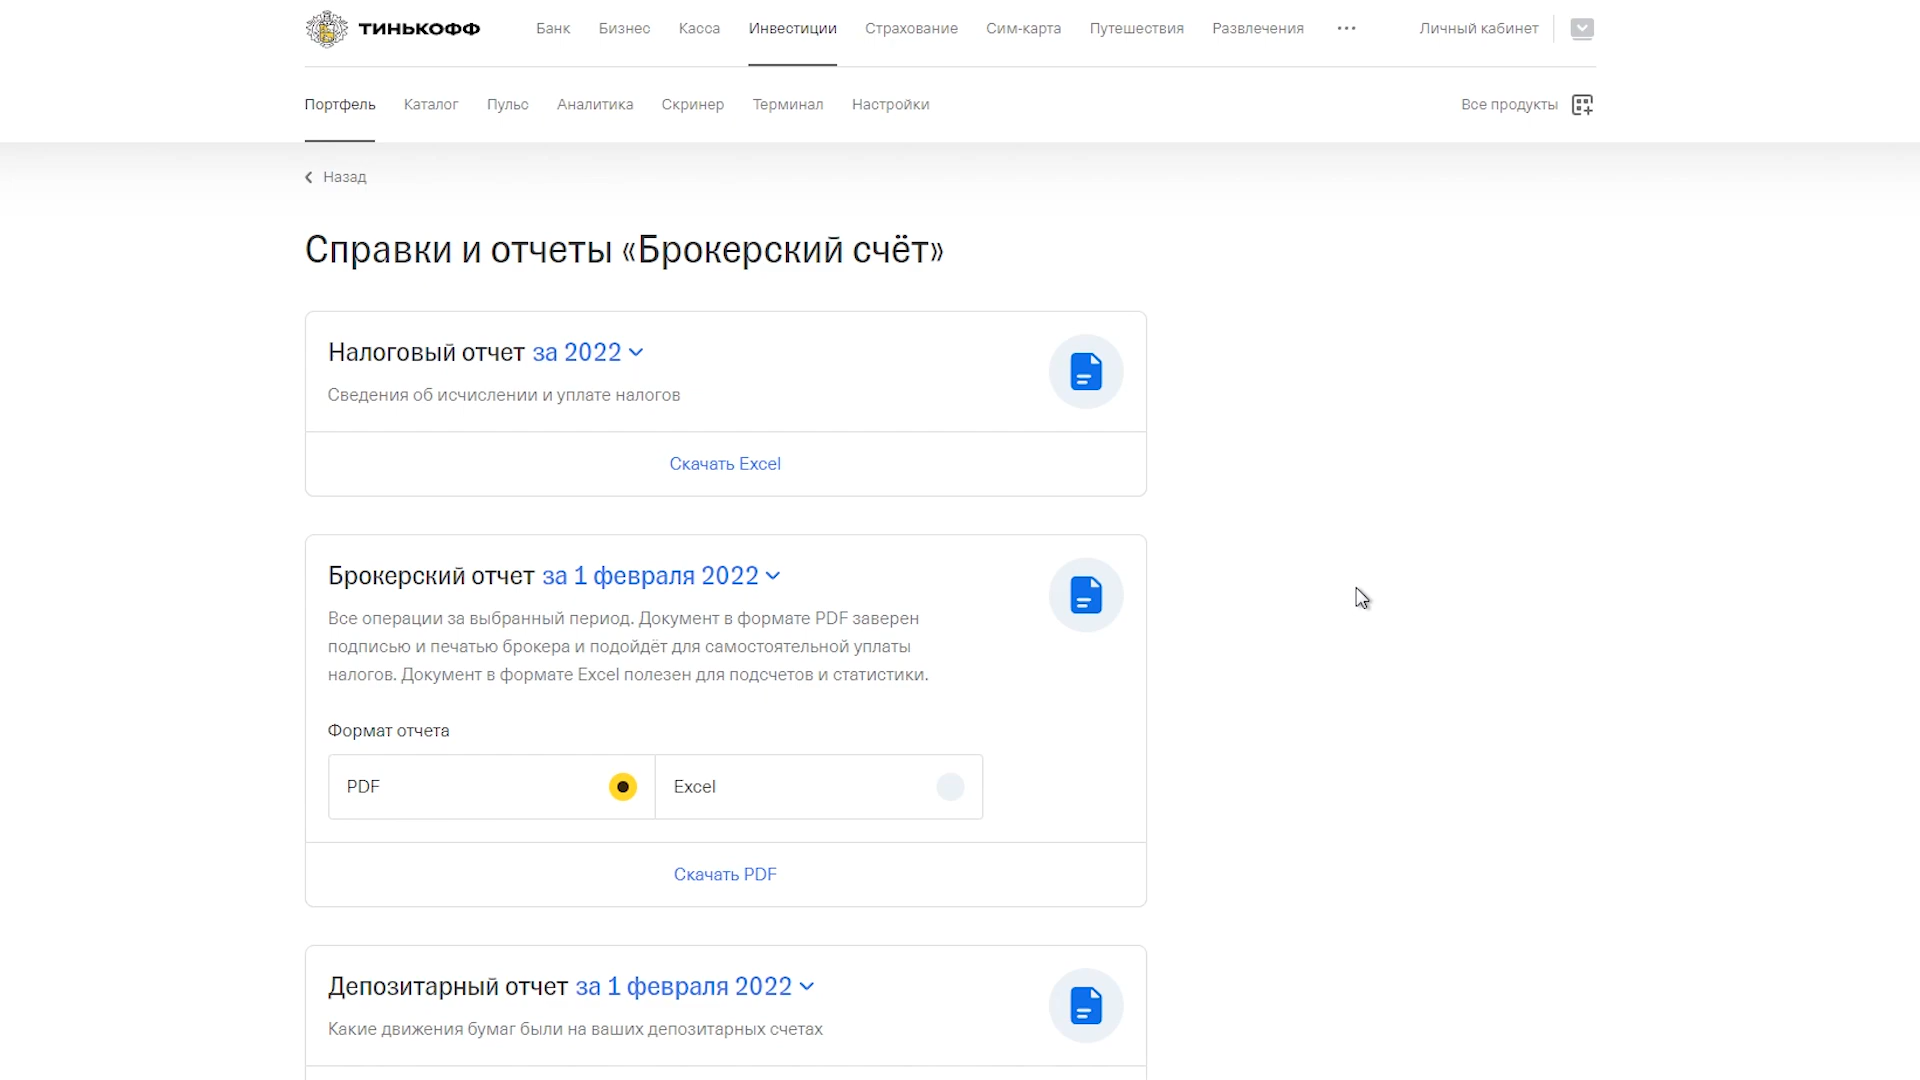 ТИНЬКОФФ
Банк Бизнес Касса Инвестиции Страхование Сим-карта Путешествия Развлечения ••• Личный кабинет
Портфель Каталог Пульс Аналитика Скринер Терминал Настройки Все продукты
Назад
Справки и отчеты «Брокерский счёт»
Налоговый отчет за 2022
Сведения об исчислении и уплате налогов
Скачать Excel
Брокерский отчет за 1 февраля 2022
Все операции за выбранный период. Документ в формате PDF заверен
подписью и печатью брокера и подойдёт для самостоятельной уплаты
налогов. Документ в формате Excel полезен для подсчетов и статистики.
Формат отчета
PDF Excel
Скачать PDF
Депозитарный отчет за 1 февраля 2022
Какие движения бумаг были на ваших депозитарных счетах